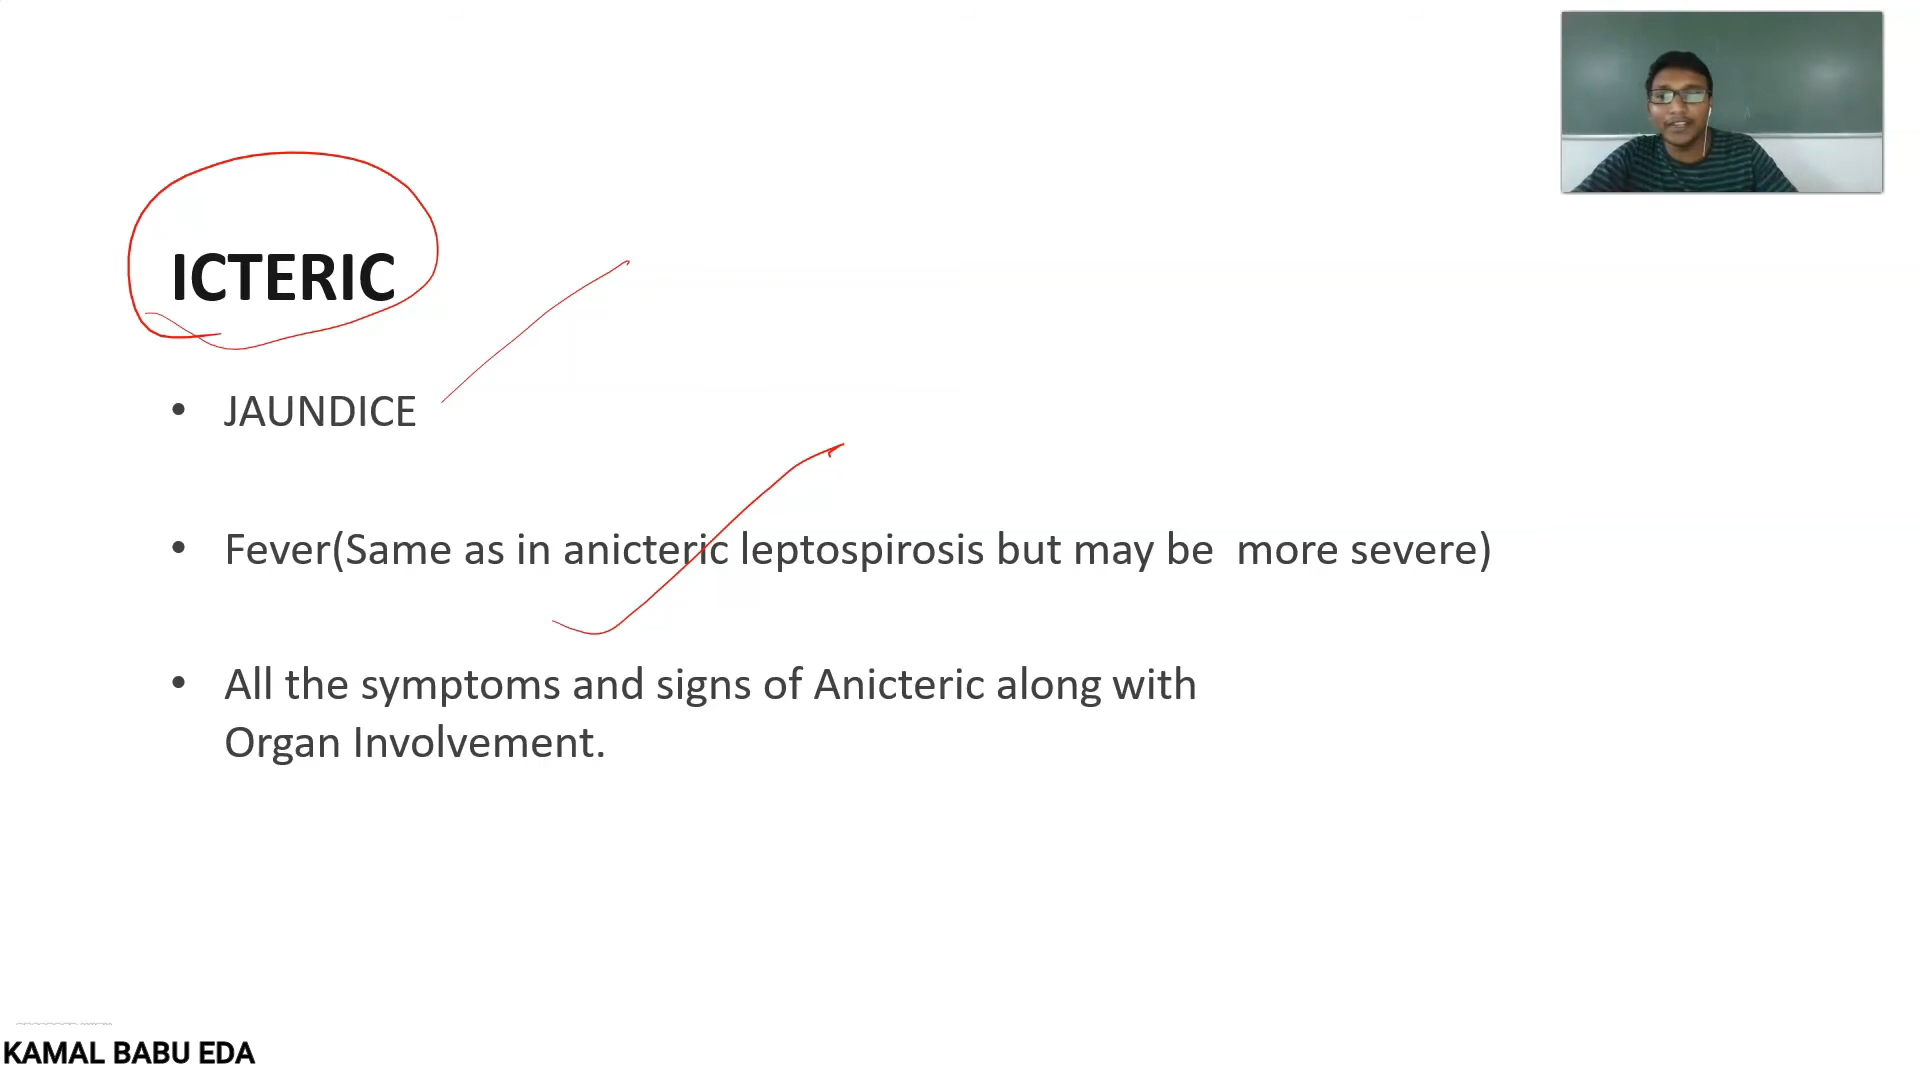 ICTERIC
• JAUNDICE
• Fever(Same as in anicteric leptospirosis but may be  more severe)
• All the symptoms and signs of Anicteric along with
Organ Involvement.
KAMAL BABU EDA